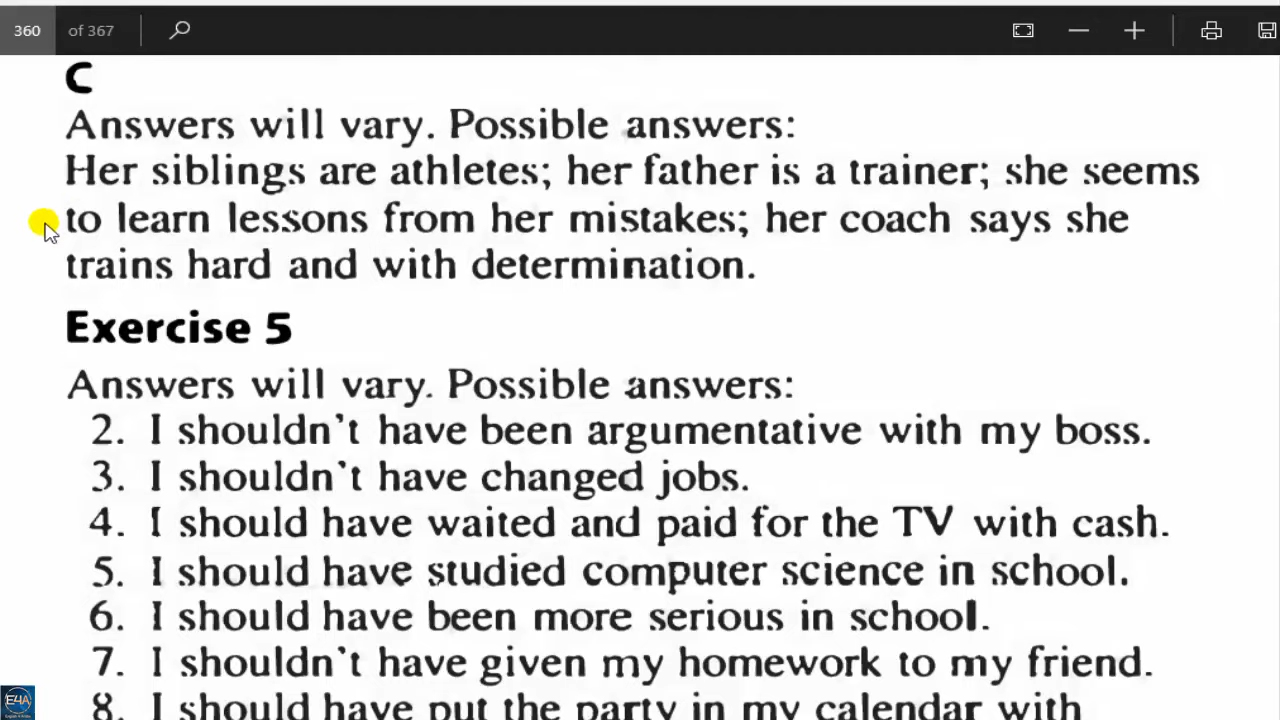 360 of 367
C
Answers will vary. Possible answers:
Her siblings are athletes; her father is a trainer; she seems
to learn lessons from her mistakes; her coach says she
trains hard and with determination.
Exercise 5
Answers will vary. Possible answers:
2. I shouldn't have been argumentative with my boss.
3. I shouldn't have changed jobs.
4. I should have waited and paid for the TV with cash.
5. I should have studied computer science in school.
6. I should have been more serious in school.
7. I shouldn't have given my homework to my friend.
8. I should have put the party in my calendar with
E4A